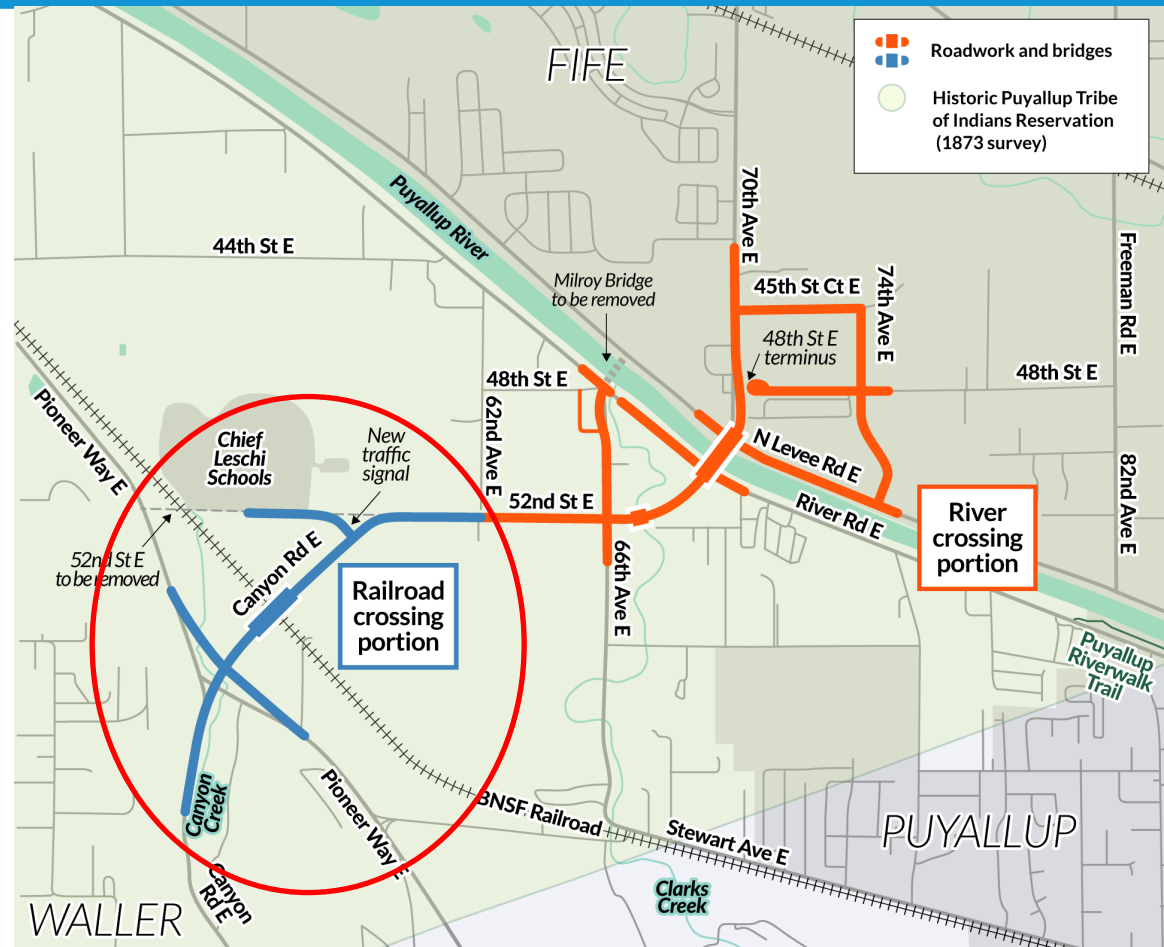 FIFE
Roadwork and bridges
Historic Puyallup Tribe
of Indians Reservation
(1873 survey)
Puyallup River
70th Ave E
44th St E
Freeman Rd E
Milroy Bridge
to be removed
45th St Ct E
74th Ave E
48th St E
terminus
48th St E
48th St E
Pioneer Way E
62nd Ave E
Chief
Leschi
Schools
New
traffic
signal
N Levee Rd E
82nd Ave E
52nd St E
River Rd E
River
crossing
portion
52nd St E
to be removed
Canyon Rd E
66th Ave E
Railroad
crossing
portion
Puyallup
Riverwalk
Trail
Canyon
Creek
Pioneer Way E
BNSF Railroad
Stewart Ave E
PUYALLUP
Canyon
Rd E
Clarks
Creek
WALLER